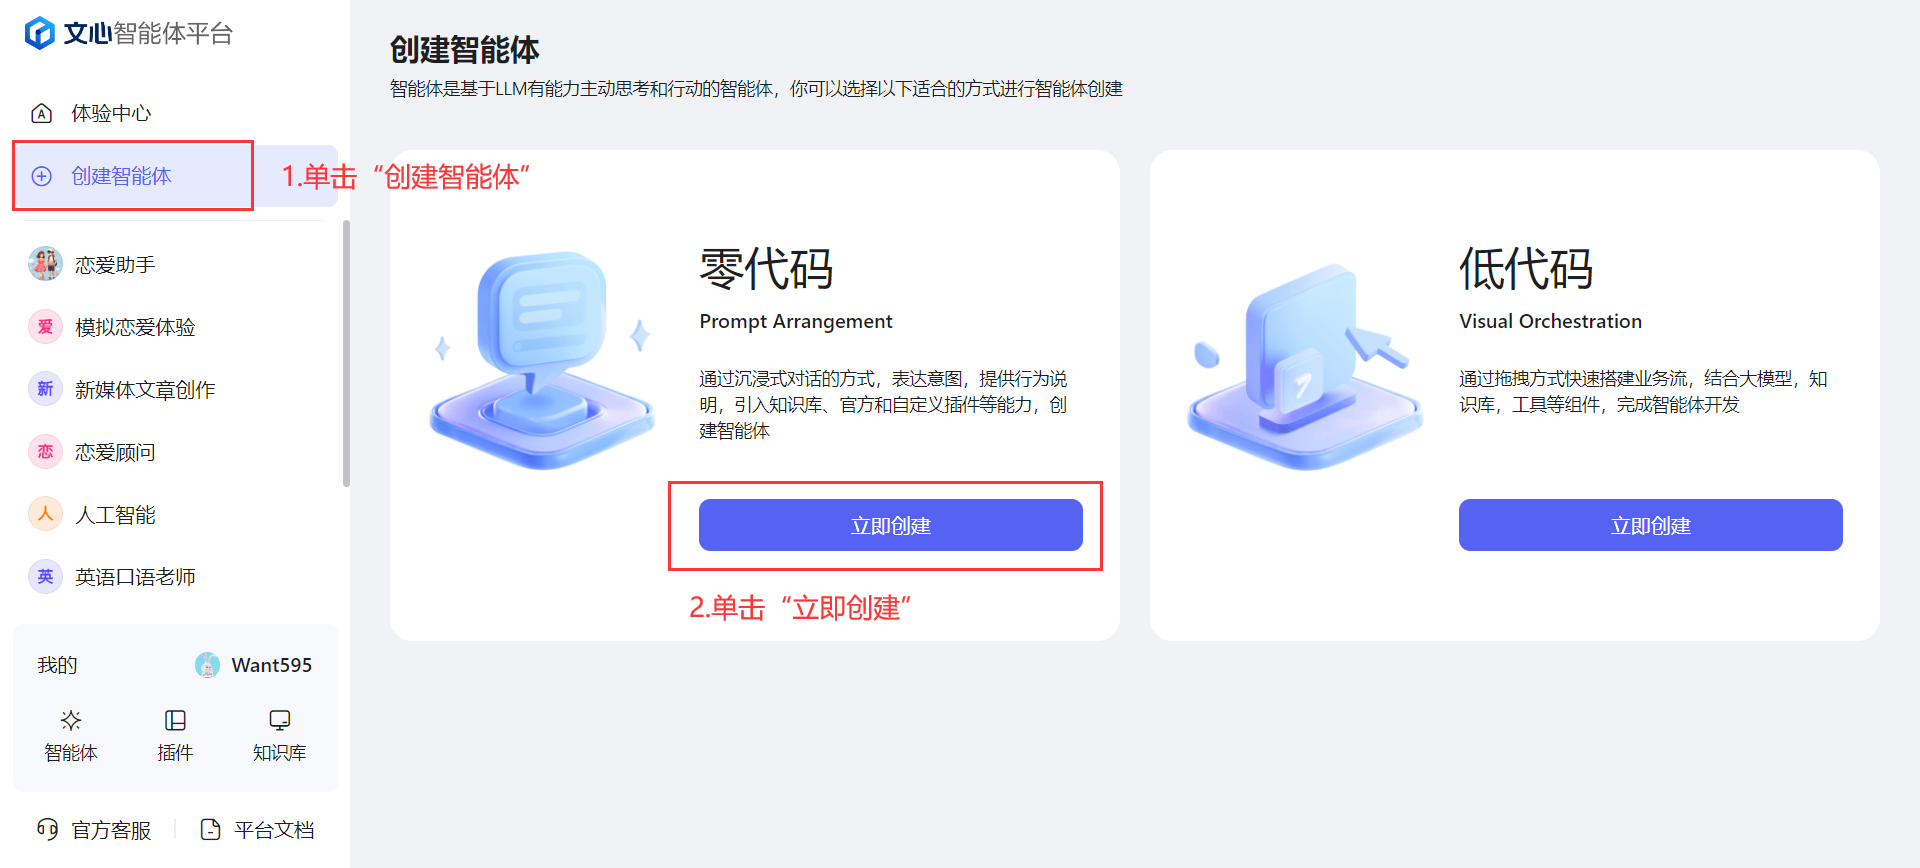 文心智能体平台
体验中心
创建智能体
1.单击“创建智能体”
恋爱助手
爱 模拟恋爱体验
新 新媒体文章创作
恋 恋爱顾问
人 人工智能
英 英语口语老师
我的 Want595
智能体 插件 知识库
官方客服 平台文档
创建智能体
智能体是基于LLM有能力主动思考和行动的智能体，你可以选择以下适合的方式进行智能体创建
零代码
Prompt Arrangement
通过沉浸式对话的方式，表达意图，提供行为说
明，引入知识库、官方和自定义插件等能力，创
建智能体
立即创建
2.单击“立即创建”
低代码
Visual Orchestration
通过拖拽方式快速搭建业务流，结合大模型，知
识库，工具等组件，完成智能体开发
立即创建